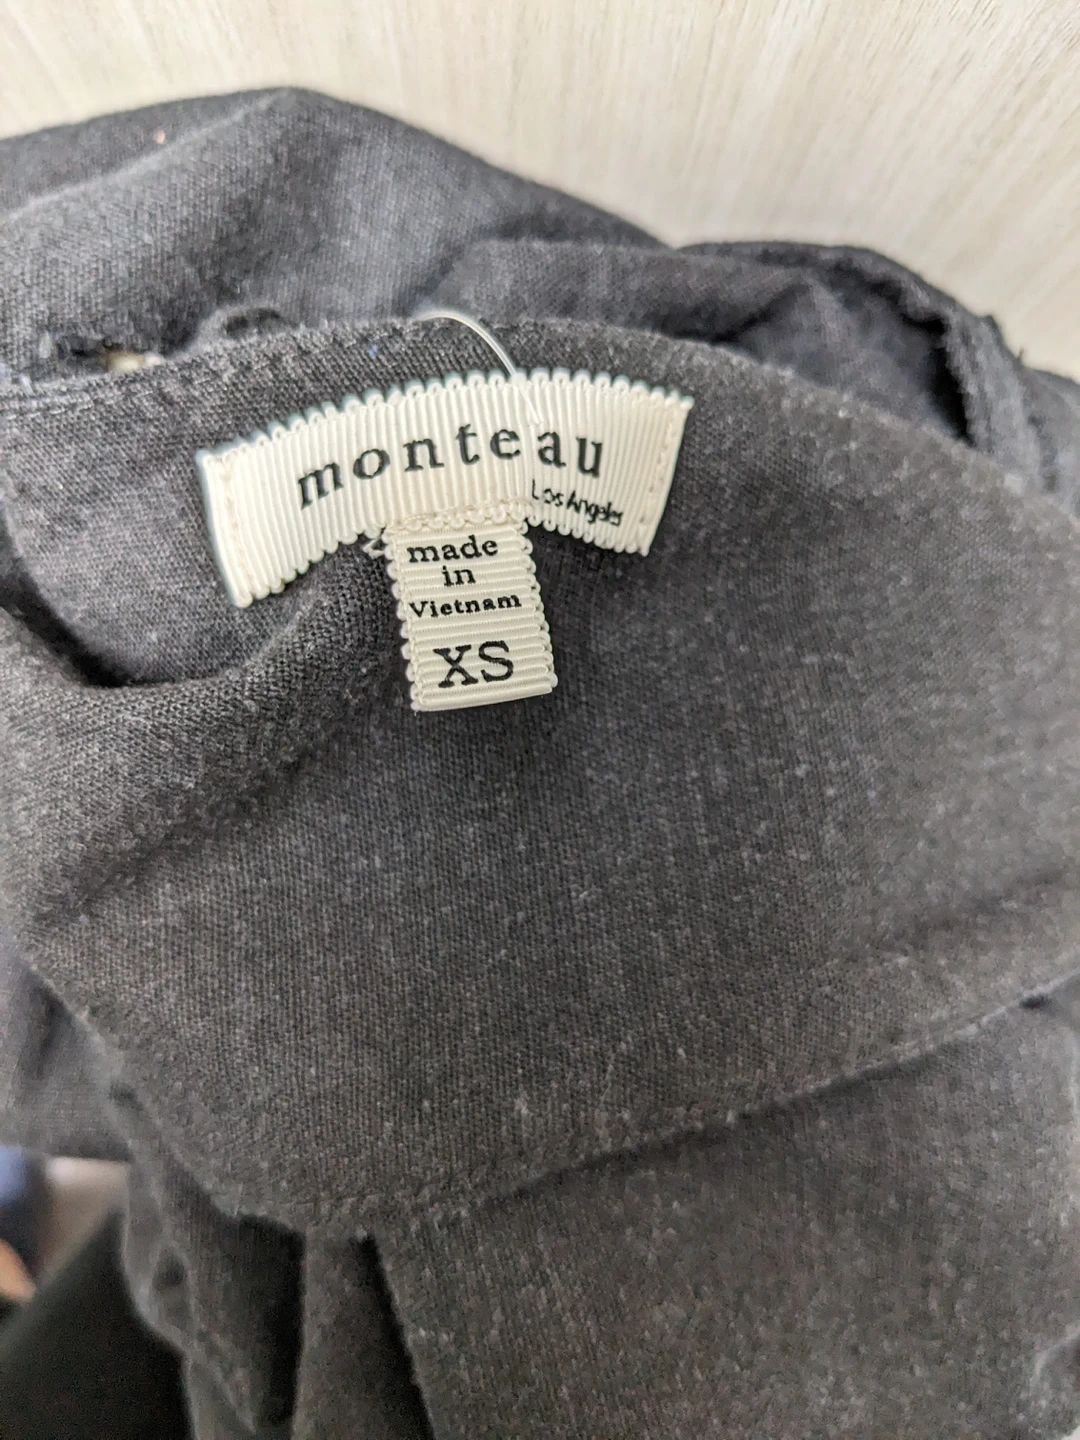 monteau
Los Angeles
made
in
Vietnam
XS